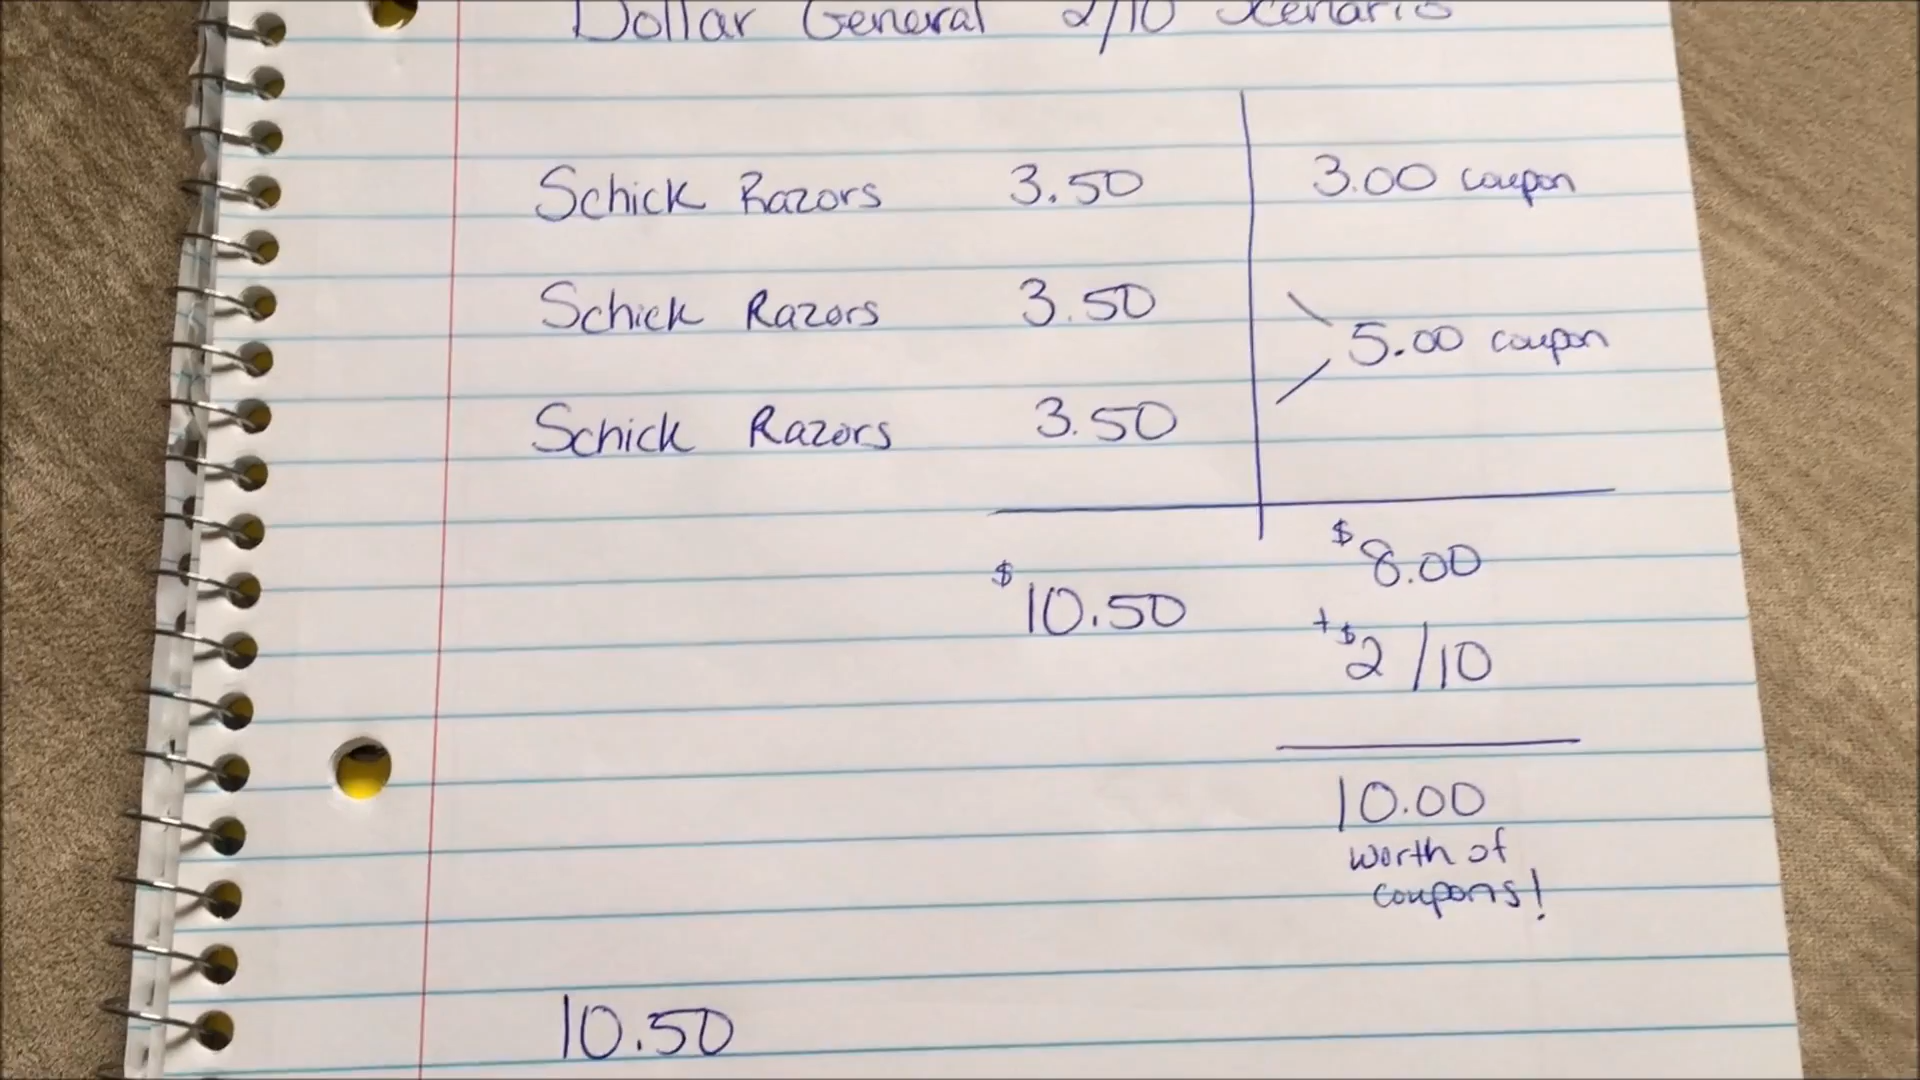 Dollar General 2/10 Scenario
Schick Razors 3.50 3.00 coupon
Schick Razors 3.50
5.00 coupon
Schick Razors 3.50
$8.00
$10.50
+$2/10
10.00
worth of
coupons!
10.50